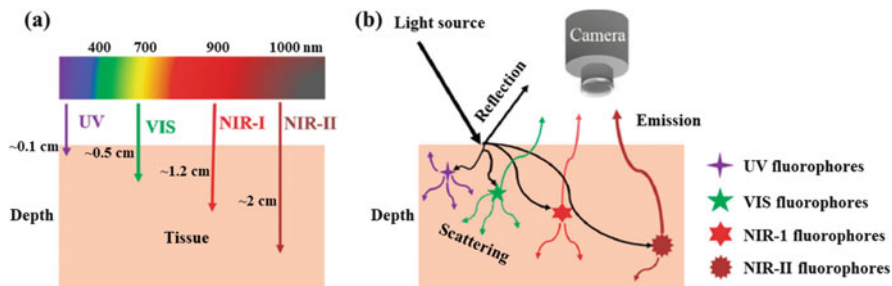 (a)
400 700 900 1000 nm
UV VIS NIR-I NIR-II
~0.1 cm
~0.5 cm
~1.2 cm
~2 cm
Depth
Tissue
(b)
Light source
Camera
Reflection
Emission
Depth
Scattering
UV fluorophores
VIS fluorophores
NIR-1 fluorophores
NIR-II fluorophores